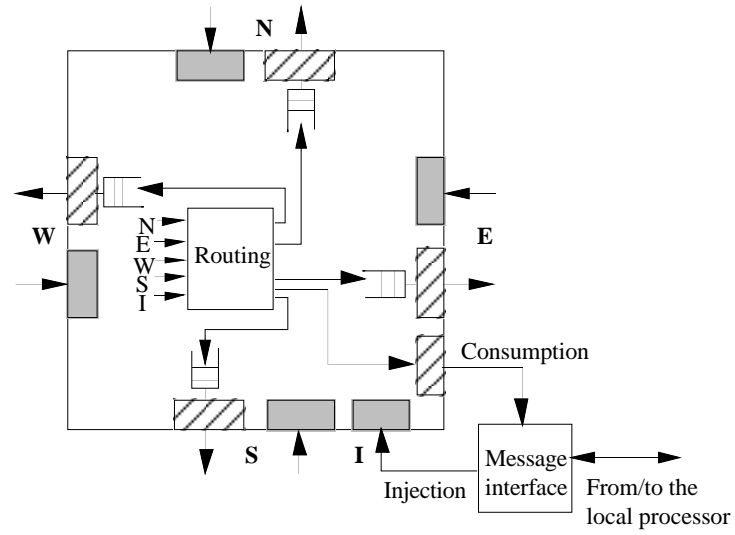 N
W
E
N
E
W
S
I
Routing
Consumption
S
I
Injection
Message
interface
From/to the
local processor